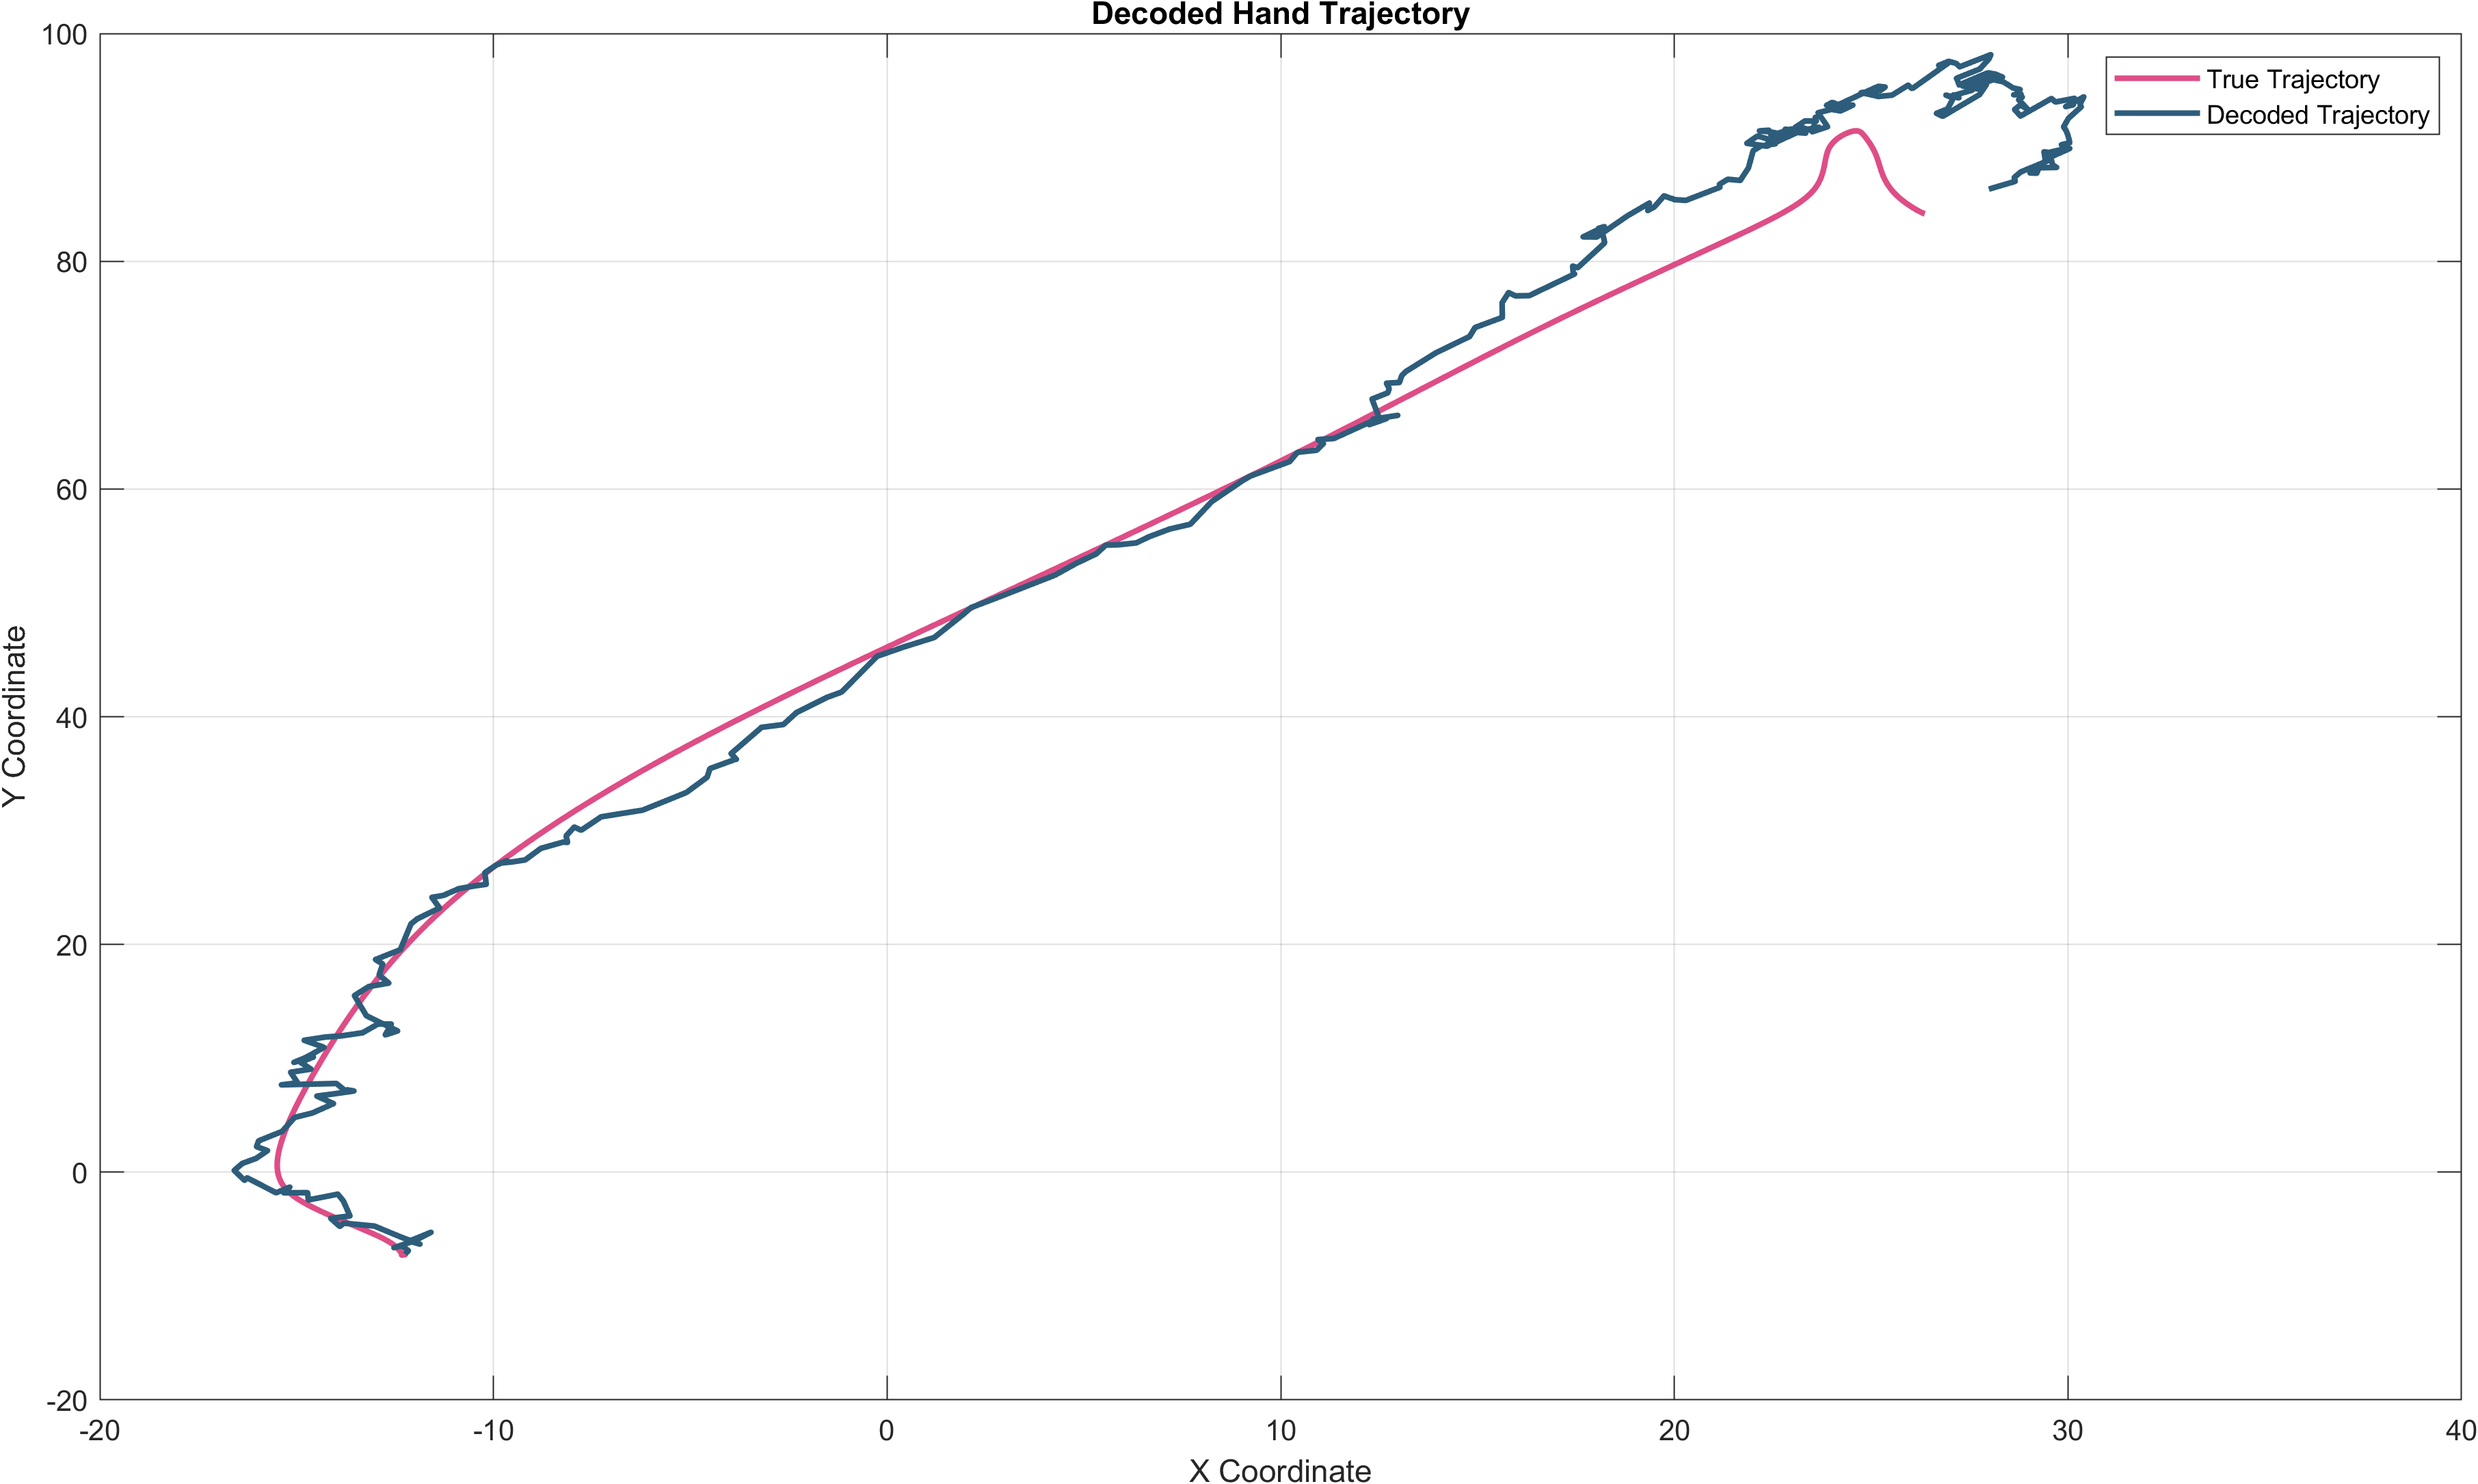 Decoded Hand Trajectory
True Trajectory
Decoded Trajectory
100
80
60
40
20
0
-20
Y Coordinate
-20 -10 0 10 20 30 40
X Coordinate